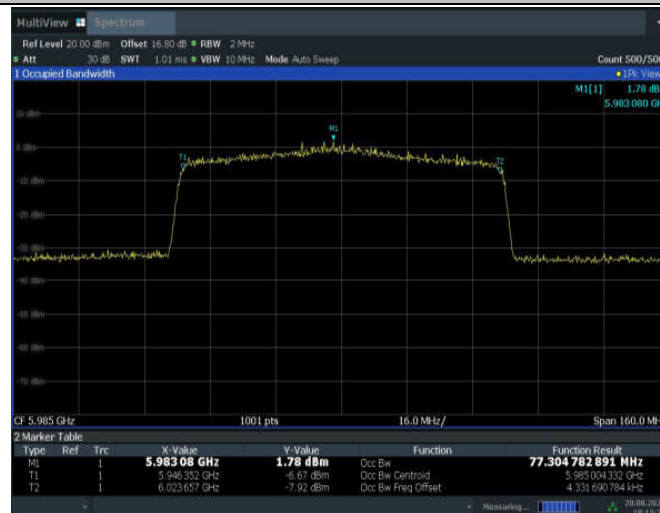 MultiView Spectrum
Ref Level 20.00 dBm Offset 16.80 dB RBW 2 MHz
Att 30 dB SWT 1.01 ms VBW 10 MHz Mode Auto Sweep Count 500/50
1 Occupied Bandwidth 1Pk View
M1[1] 1.78 dB
5.983 080 G
10 dBm
M1
0 dBm
T1 T2
-10 dBm
-20 dBm
-30 dBm
-40 dBm
-50 dBm
-60 dBm
-70 dBm
CF 5.985 GHz 1001 pts 16.0 MHz/ Span 160.0 M
2 Marker Table
Type Ref Trc X-Value Y-Value Function Function Result
M1 1 5.983 08 GHz 1.78 dBm Occ Bw 77.304 782 891 MHz
T1 1 5.946 352 GHz -6.67 dBm Occ Bw Centroid 5.985 004 332 GHz
T2 1 6.023 657 GHz -7.92 dBm Occ Bw Freq Offset 4.331 690 784 kHz
Measuring...